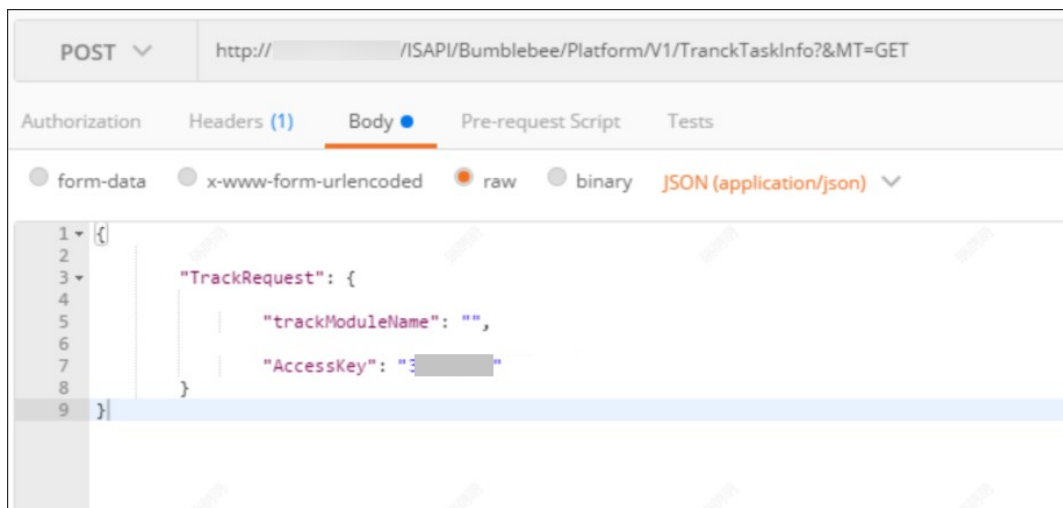 POST http:// /ISAPI/Bumblebee/Platform/V1/TranckTaskInfo?&MT=GET
Authorization Headers (1) Body Pre-request Script Tests
form-data x-www-form-urlencoded raw binary JSON (application/json)
1 {
2
3 "TrackRequest": {
4
5 "trackModuleName": "",
6
7 "AccessKey": "3 "
8 }
9 }